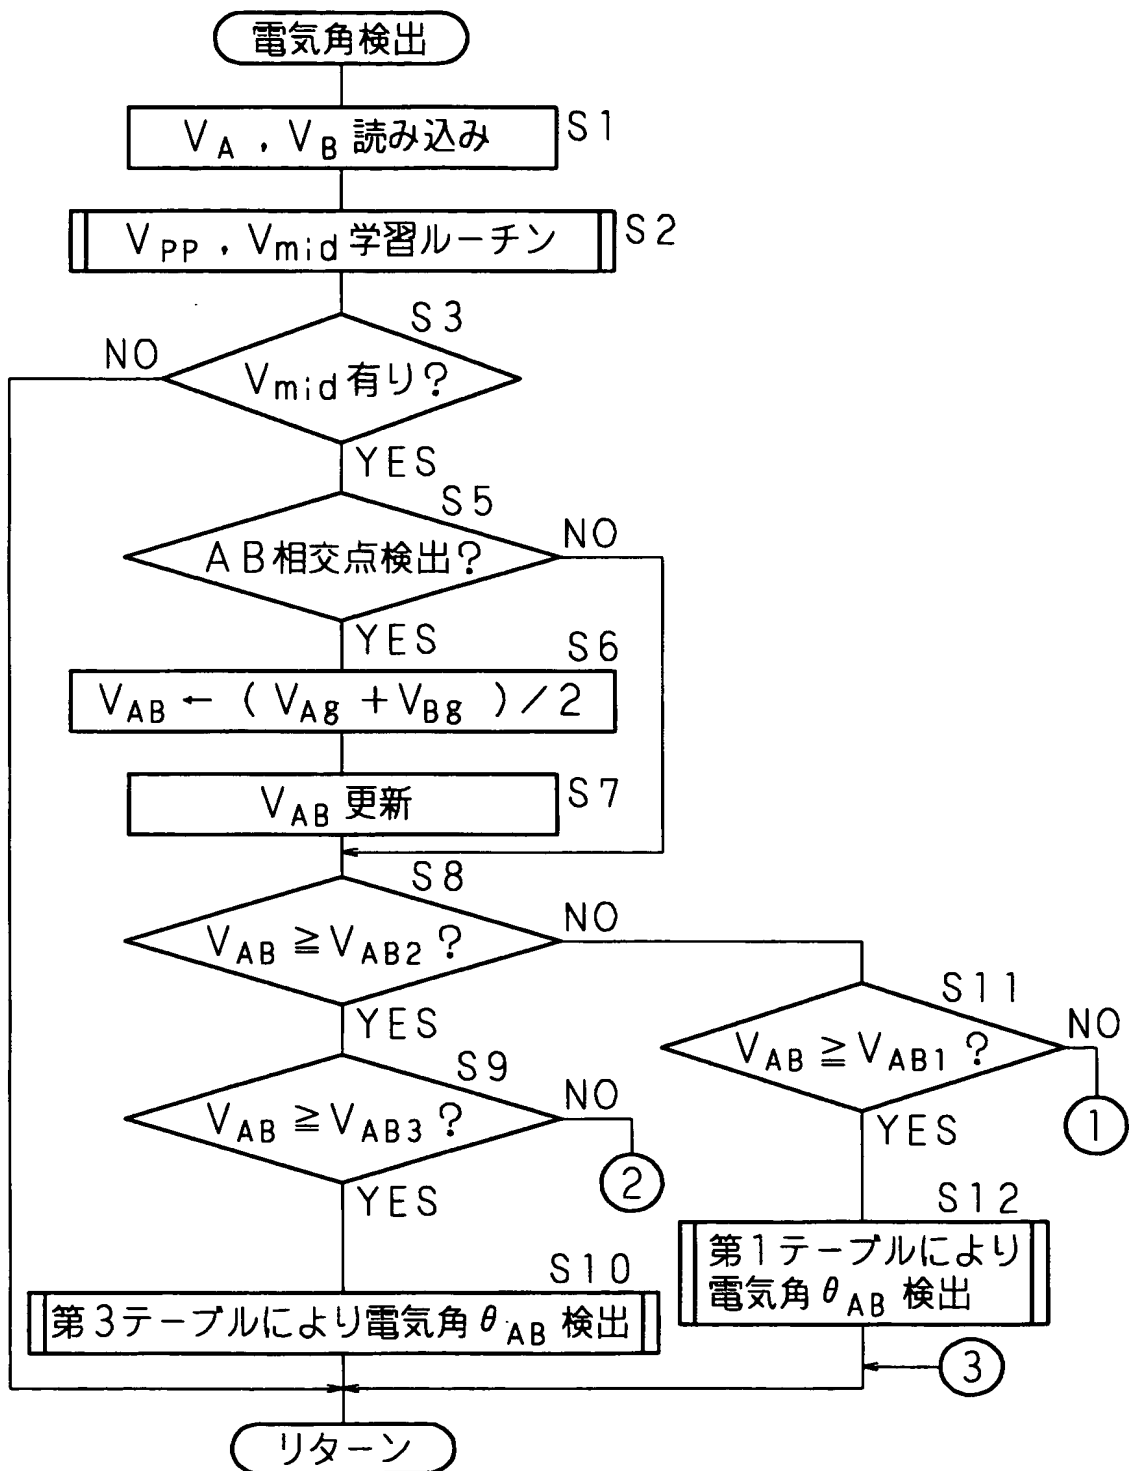 電気角検出
V_A , V_B 読み込み S1
V_PP , V_mid 学習ルーチン S2
S3
NO
V_mid 有り?
YES
S5
NO
AB相交点検出?
YES
S6
V_AB ← ( V_Ag + V_Bg ) / 2
V_AB 更新 S7
S8
NO
V_AB ≧ V_AB2 ?
YES
S11
NO
V_AB ≧ V_AB1 ?
YES
①
S9
NO
V_AB ≧ V_AB3 ?
YES
②
S12
第1テーブルにより
電気角 θ_AB 検出
S10
第3テーブルにより電気角 θ_AB 検出
③
リターン